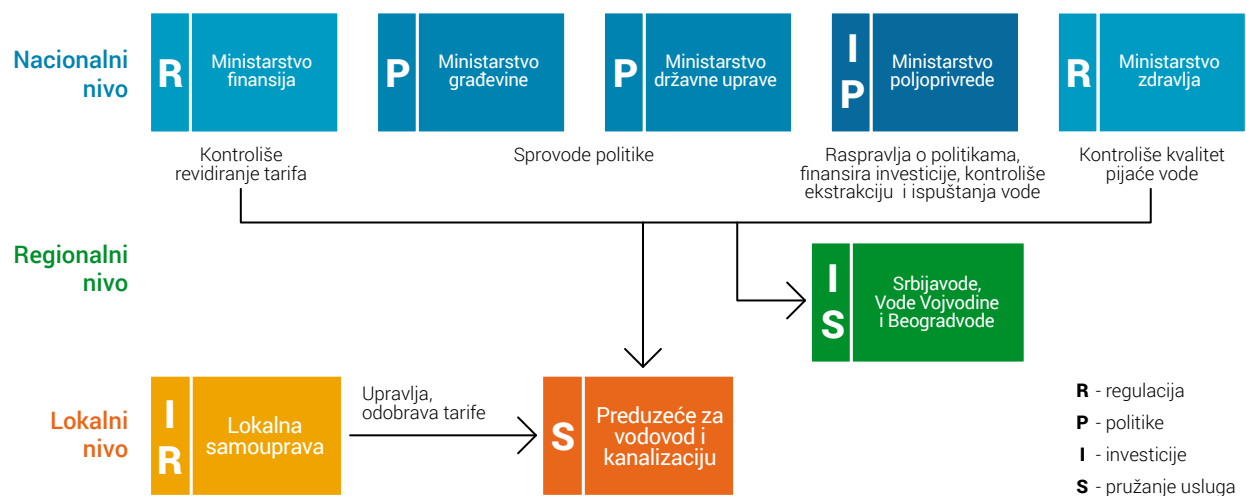 Nacionalni
nivo
R
Ministarstvo
finansija
P
Ministarstvo
građevine
P
Ministarstvo
državne uprave
I
P
Ministarstvo
poljoprivrede
R
Ministarstvo
zdravlja
Kontroliše
revidiranje tarifa
Sprovode politike
Raspravlja o politikama,
finansira investicije, kontroliše
ekstrakciju i ispuštanja vode
Kontroliše kvalitet
pijaće vode
Regionalni
nivo
I
S
Srbijavode,
Vode Vojvodine
i Beogradvode
Lokalni
nivo
I
R
Lokalna
samouprava
Upravlja,
odobrava tarife
S
Preduzeće za
vodovod i
kanalizaciju
R - regulacija
P - politike
I - investicije
S - pružanje usluga